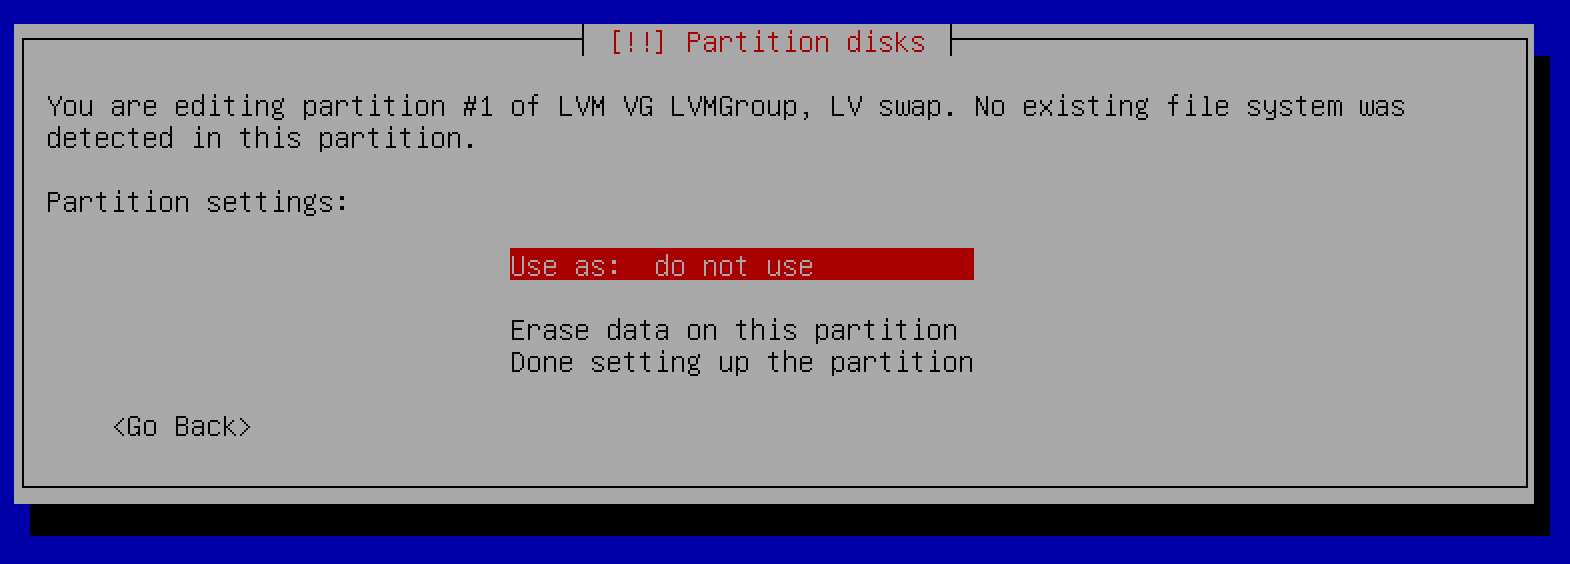 [!!] Partition disks
You are editing partition #1 of LVM VG LVMGroup, LV swap. No existing file system was
detected in this partition.
Partition settings:
Use as:  do not use
Erase data on this partition
Done setting up the partition
<Go Back>